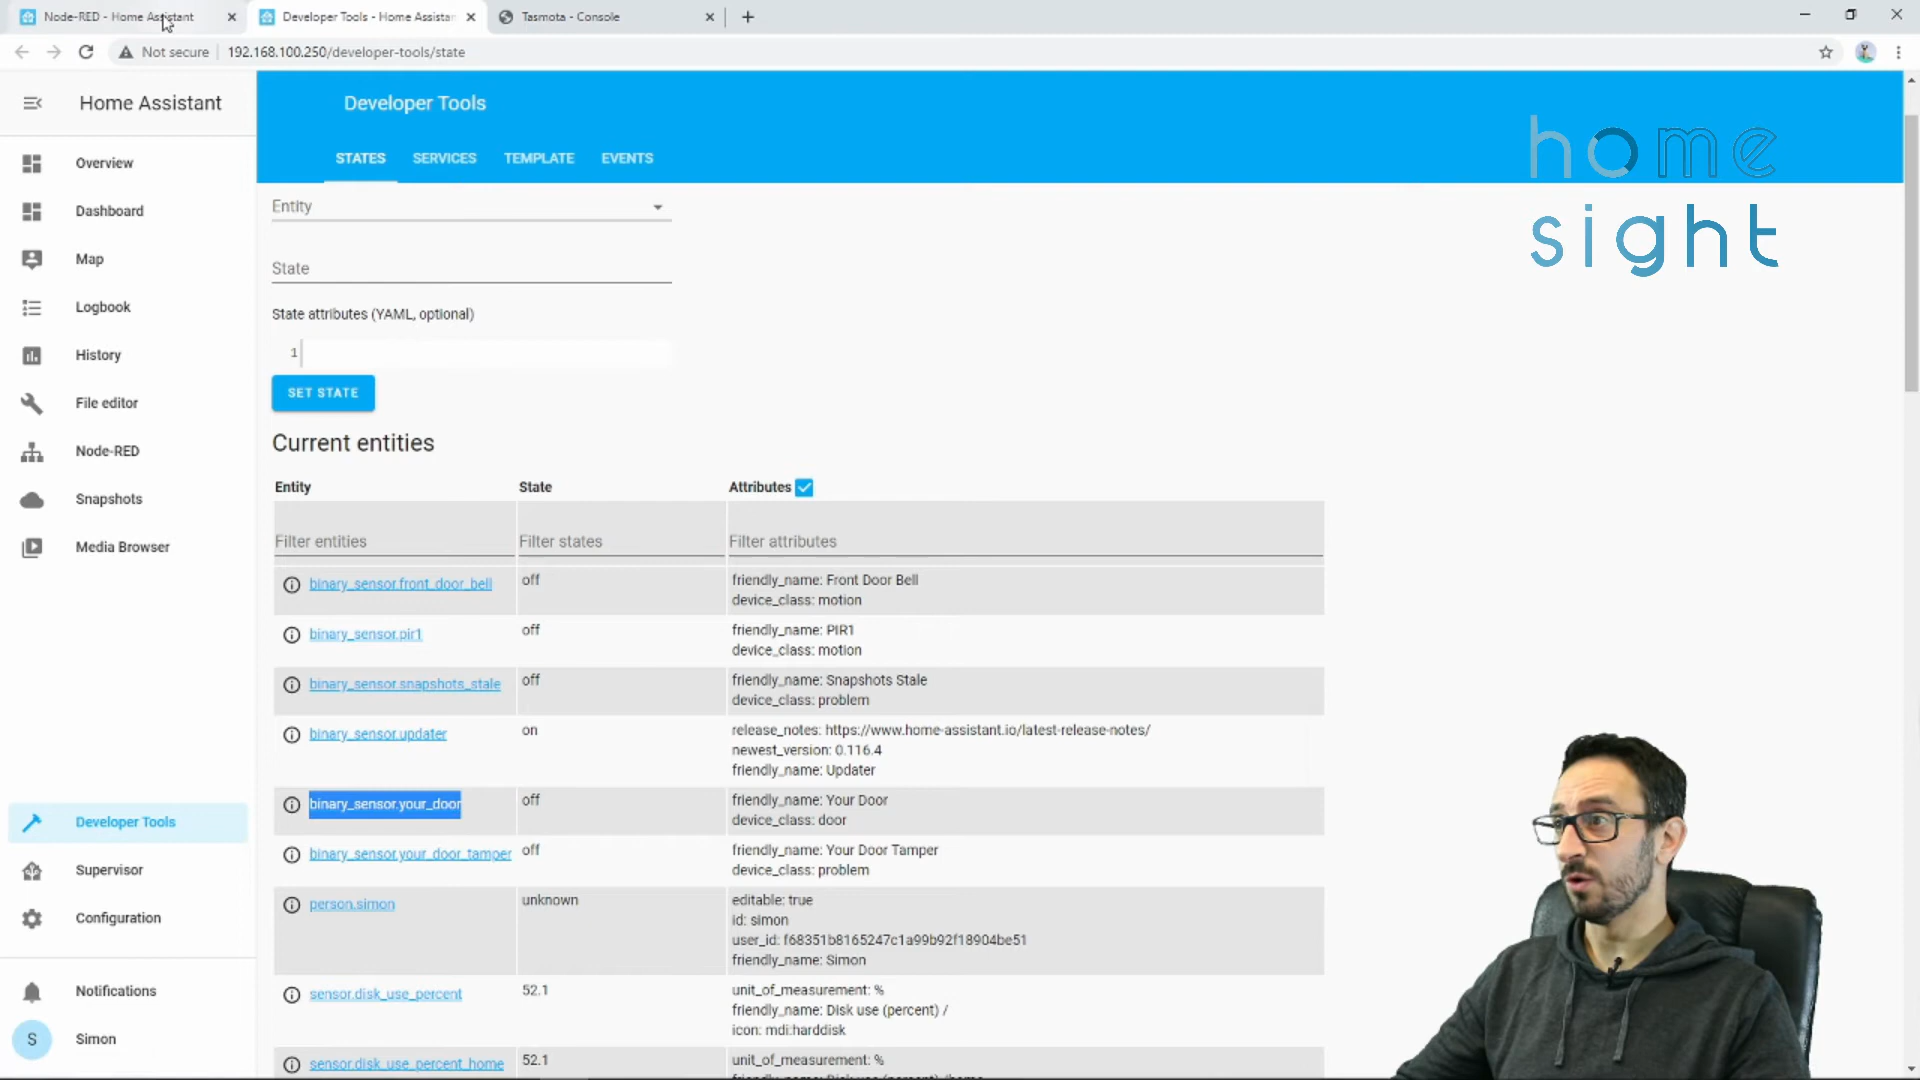 Node-RED - Home Assistant
Developer Tools - Home Assistan
Tasmota - Console
Not secure
192.168.100.250/developer-tools/state
Home Assistant
Overview
Dashboard
Map
Logbook
History
File editor
Node-RED
Snapshots
Media Browser
Developer Tools
Supervisor
Configuration
Notifications
S
Simon
Developer Tools
STATES SERVICES TEMPLATE EVENTS
home
sight
Entity
State
State attributes (YAML, optional)
1
SET STATE
Current entities
Entity State Attributes
Filter entities Filter states Filter attributes
binary_sensor.front_door_bell off friendly_name: Front Door Bell
device_class: motion
binary_sensor.pir1 off friendly_name: PIR1
device_class: motion
binary_sensor.snapshots_stale off friendly_name: Snapshots Stale
device_class: problem
binary_sensor.updater on release_notes: https://www.home-assistant.io/latest-release-notes/
newest_version: 0.116.4
friendly_name: Updater
binary_sensor.your_door off friendly_name: Your Door
device_class: door
binary_sensor.your_door_tamper off friendly_name: Your Door Tamper
device_class: problem
person.simon unknown editable: true
id: simon
user_id: f68351b8165247c1a99b92f18904be51
friendly_name: Simon
sensor.disk_use_percent 52.1 unit_of_measurement: %
friendly_name: Disk use (percent) /
icon: mdi:harddisk
sensor.disk_use_percent_home 52.1 unit_of_measurement: %
friendly_name: Disk use (percent) /home